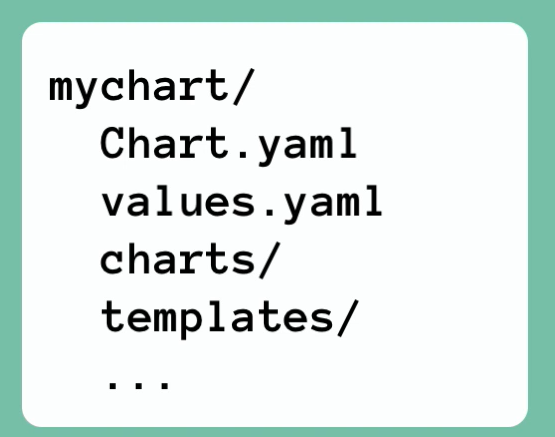 mychart/
  Chart.yaml
  values.yaml
  charts/
  templates/
  ...